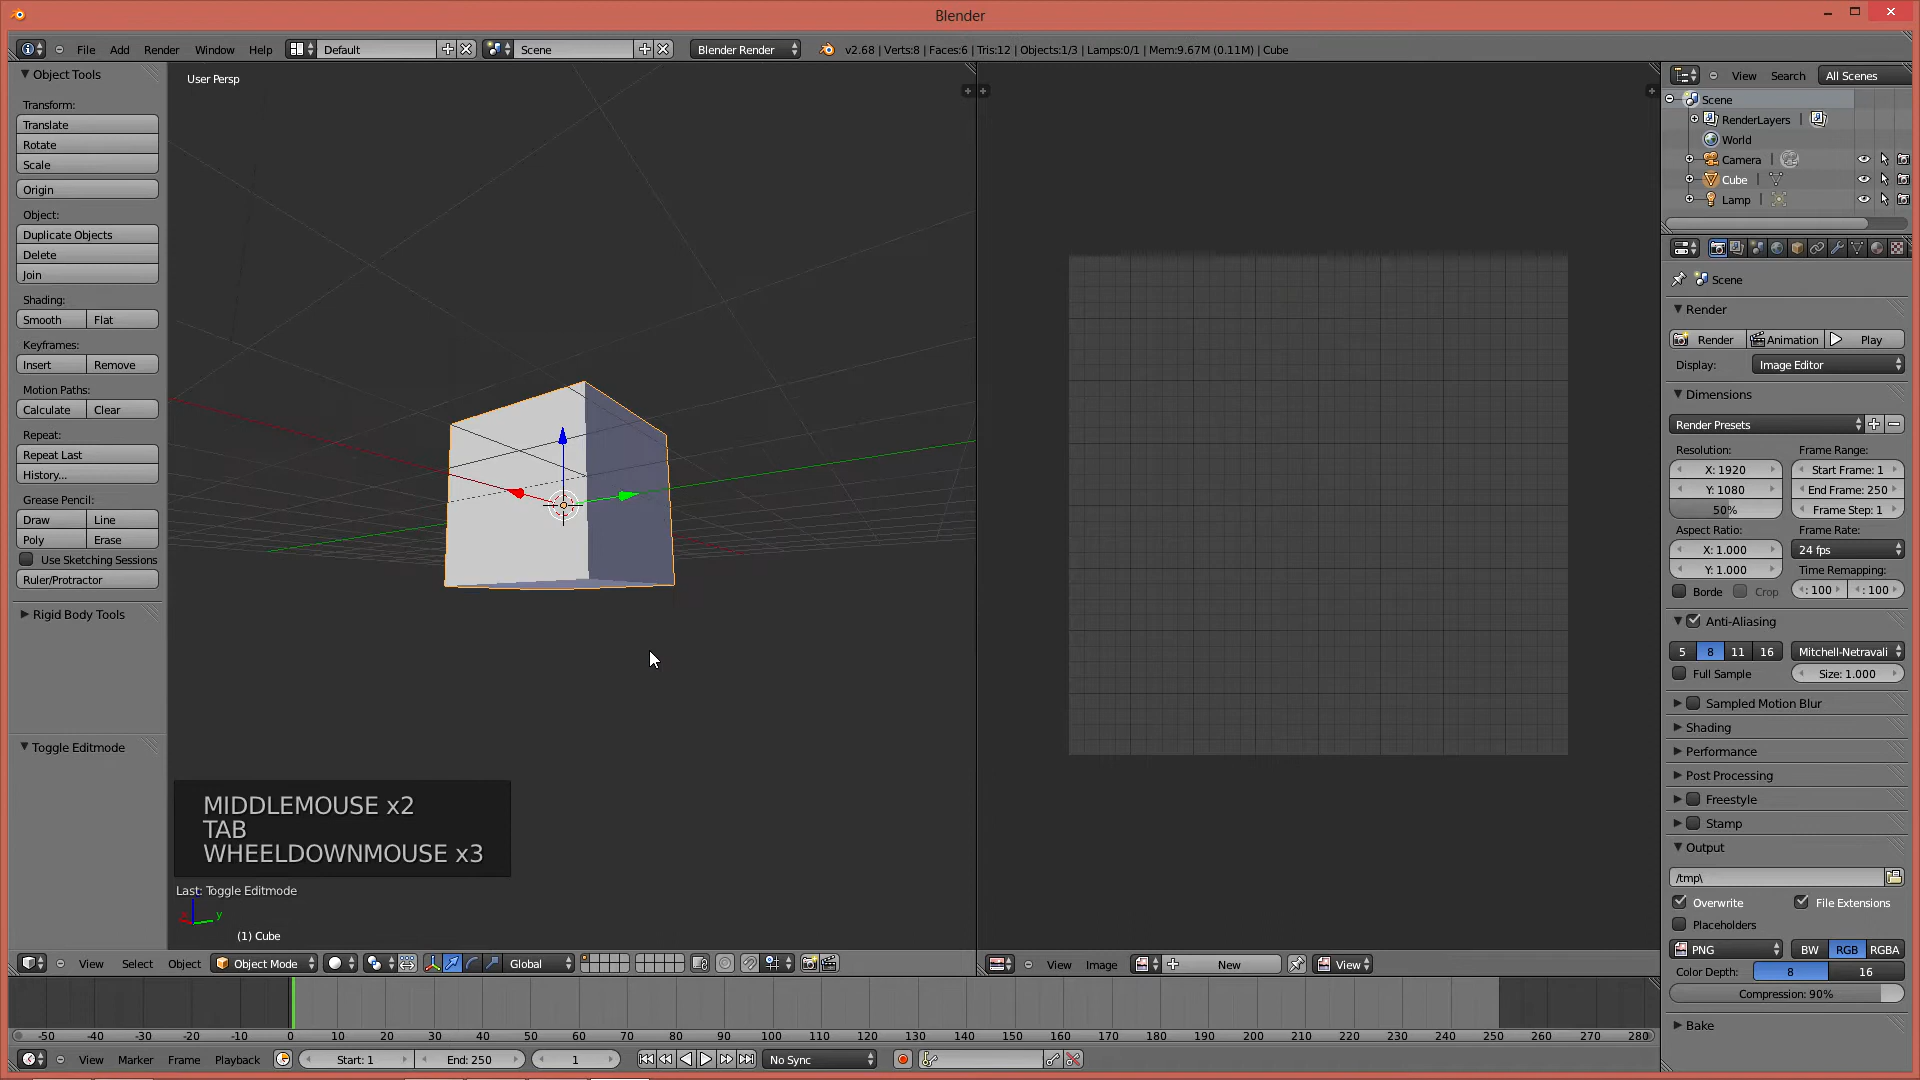 Blender
File Add Render Window Help Default Scene Blender Render v2.68 | Verts:8 | Faces:6 | Tris:12 | Objects:1/3 | Lamps:0/1 | Mem:9.67M (0.11M) | Cube
Object Tools
Transform:
Translate
Rotate
Scale
Origin
Object:
Duplicate Objects
Delete
Join
Shading:
Smooth Flat
Keyframes:
Insert Remove
Motion Paths:
Calculate Clear
Repeat:
Repeat Last
History...
Grease Pencil:
Draw Line
Poly Erase
Use Sketching Sessions
Ruler/Protractor
Rigid Body Tools
Toggle Editmode
User Persp
MIDDLEMOUSE x2
TAB
WHEELDOWNMOUSE x3
Last: Toggle Editmode
y
(1) Cube
View Select Object Object Mode Global
View Image New View
View Search All Scenes
Scene
RenderLayers
World
Camera
Cube
Lamp
Scene
Render
Render Animation Play
Display: Image Editor
Dimensions
Render Presets
Resolution: Frame Range:
X: 1920 Start Frame: 1
Y: 1080 End Frame: 250
50% Frame Step: 1
Aspect Ratio: Frame Rate:
X: 1.000 24 fps
Y: 1.000 Time Remapping:
Borde Crop : 100 : 100
Anti-Aliasing
5 8 11 16 Mitchell-Netravali
Full Sample Size: 1.000
Sampled Motion Blur
Shading
Performance
Post Processing
Freestyle
Stamp
Output
/tmp\
Overwrite File Extensions
Placeholders
PNG BW RGB RGBA
Color Depth: 8 16
Compression: 90%
Bake
-50 -40 -30 -20 -10 0 10 20 30 40 50 60 70 80 90 100 110 120 130 140 150 160 170 180 190 200 210 220 230 240 250 260 270 280
View Marker Frame Playback Start: 1 End: 250 1 No Sync